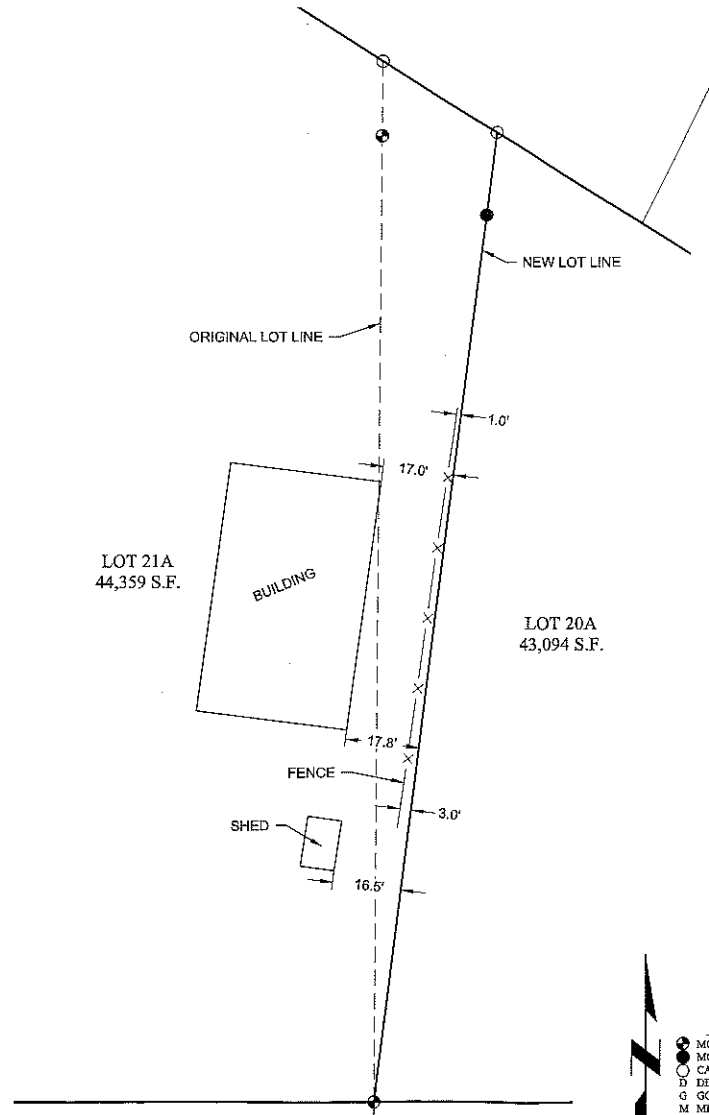 NEW LOT LINE
ORIGINAL LOT LINE
1.0'
17.0'
LOT 21A
44,359 S.F.
BUILDING
LOT 20A
43,094 S.F.
17.8'
FENCE
3.0'
SHED
16.5'
N
D
G
M